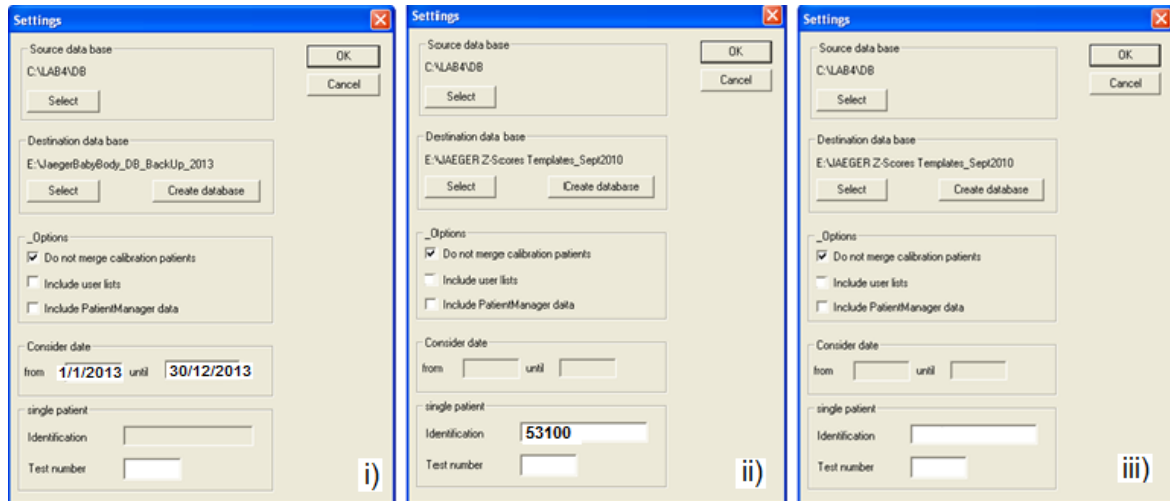 Settings
Source data base
C:\LAB4\DB
Select
OK
Cancel
Destination data base
E:\JaegerBabyBody_DB_BackUp_2013
Select Create database
_Options
Do not merge calibration patients
Include user lists
Include PatientManager data
Consider date
from 1/1/2013 until 30/12/2013
single patient
Identification
Test number
i)
Settings
Source data base
C:\LAB4\DB
Select
OK
Cancel
Destination data base
E:\JAEGER Z-Scores Templates_Sept2010
Select Create database
_Options
Do not merge calibration patients
Include user lists
Include PatientManager data
Consider date
from until
single patient
Identification 53100
Test number
ii)
Settings
Source data base
C:\LAB4\DB
Select
OK
Cancel
Destination data base
E:\JAEGER Z-Scores Templates_Sept2010
Select Create database
_Options
Do not merge calibration patients
Include user lists
Include PatientManager data
Consider date
from until
single patient
Identification
Test number
iii)